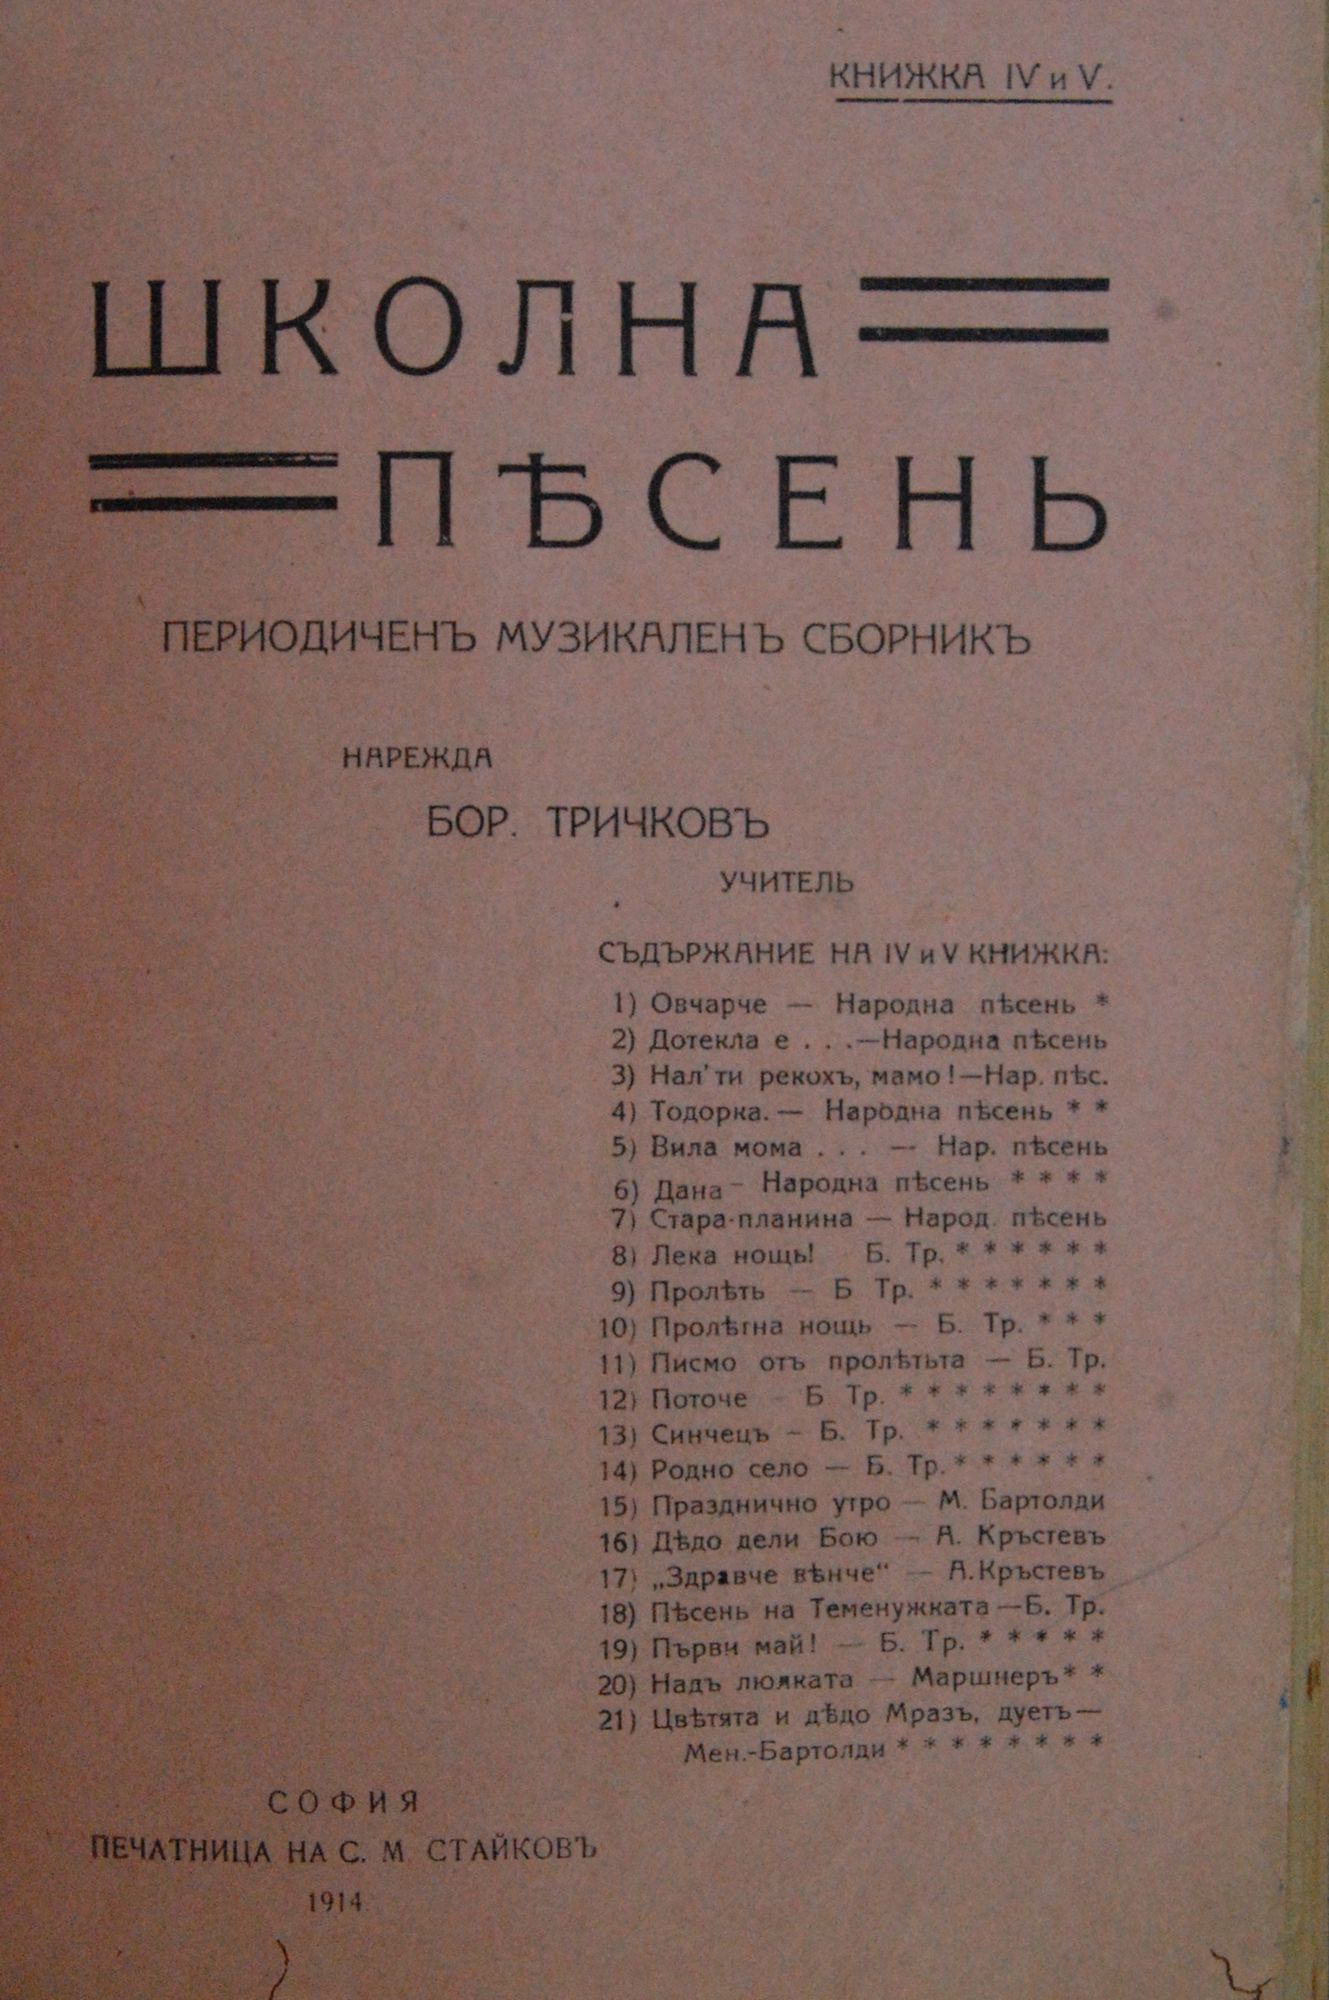 КНИЖКА IV и V.
ШКОЛНА
ПѢСЕНЬ
ПЕРИОДИЧЕНЪ МУЗИКАЛЕНЪ СБОРНИКЪ
НАРЕЖДА
БОР. ТРИЧКОВЪ
УЧИТЕЛЬ
СЪДЪРЖАНИЕ НА IV и V КНИЖКА:
1) Овчарче — Народна пѣсень *
2) Дотекла е . . .—Народна пѣсень
3) Нал'ти рекохъ, мамо!—Нар. пѣс.
4) Тодорка.— Народна пѣсень * *
5) Вила мома . . . — Нар. пѣсень
6) Дана — Народна пѣсень * * * *
7) Стара-планина — Народ. пѣсень
8) Лека нощь! Б. Тр. * * * * * *
9) Пролѣть — Б Тр. * * * * * * *
10) Пролѣтна нощь — Б. Тр. * * *
11) Писмо отъ пролѣтьта — Б. Тр.
12) Поточе - Б Тр. * * * * * * * *
13) Синчецъ - Б. Тр. * * * * * * *
14) Родно село — Б. Тр. * * * * * *
15) Празднично утро — М. Бартолди
16) Дѣдо дели Бою — А. Кръстевъ
17) „Здравче вѣнче“ — А. Кръстевъ
18) Пѣсень на Теменужката —Б. Тр.
19) Първи май! — Б. Тр. * * * * *
20) Надъ люлката — Маршнеръ * *
21) Цвѣтята и дѣдо Мразъ, дуетъ—
Мен.-Бартолди * * * * * * * *
СОФИЯ
ПЕЧАТНИЦА НА С. М. СТАЙКОВЪ
1914.